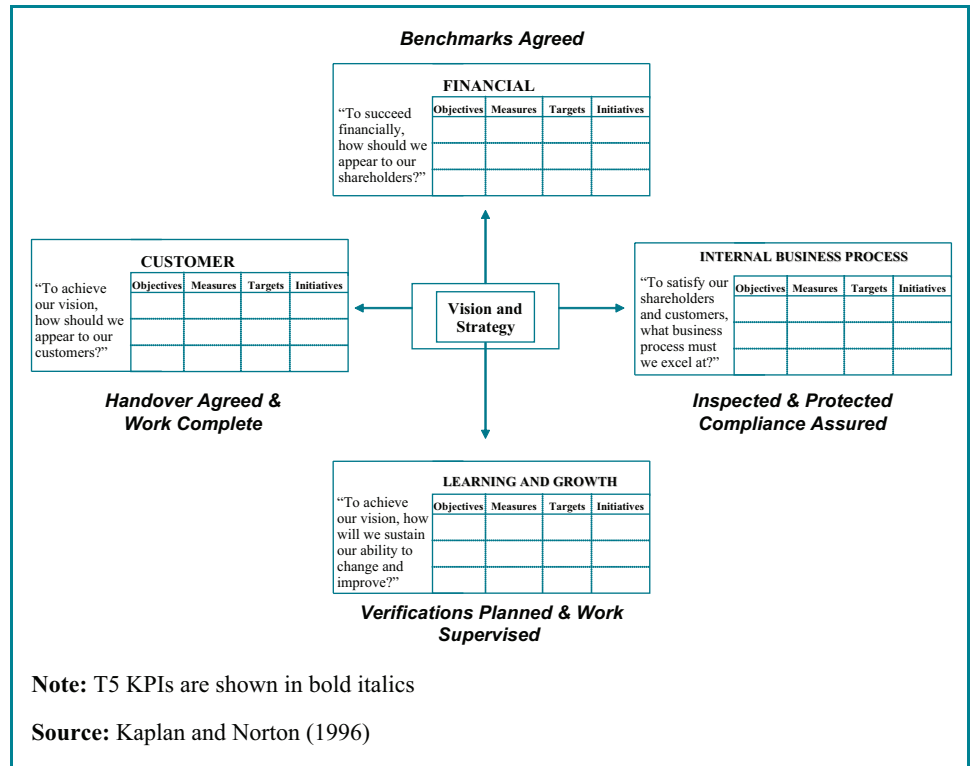 Benchmarks Agreed
FINANCIAL
“To succeed
financially,
how should we
appear to our
shareholders?”
Objectives Measures Targets Initiatives
CUSTOMER
“To achieve
our vision,
how should we
appear to our
customers?”
Objectives Measures Targets Initiatives
Handover Agreed &
Work Complete
Vision and
Strategy
INTERNAL BUSINESS PROCESS
“To satisfy our
shareholders
and customers,
what business
process must
we excel at?”
Objectives Measures Targets Initiatives
Inspected & Protected
Compliance Assured
LEARNING AND GROWTH
“To achieve
our vision, how
will we sustain
our ability to
change and
improve?”
Objectives Measures Targets Initiatives
Verifications Planned & Work
Supervised
Note: T5 KPIs are shown in bold italics
Source: Kaplan and Norton (1996)